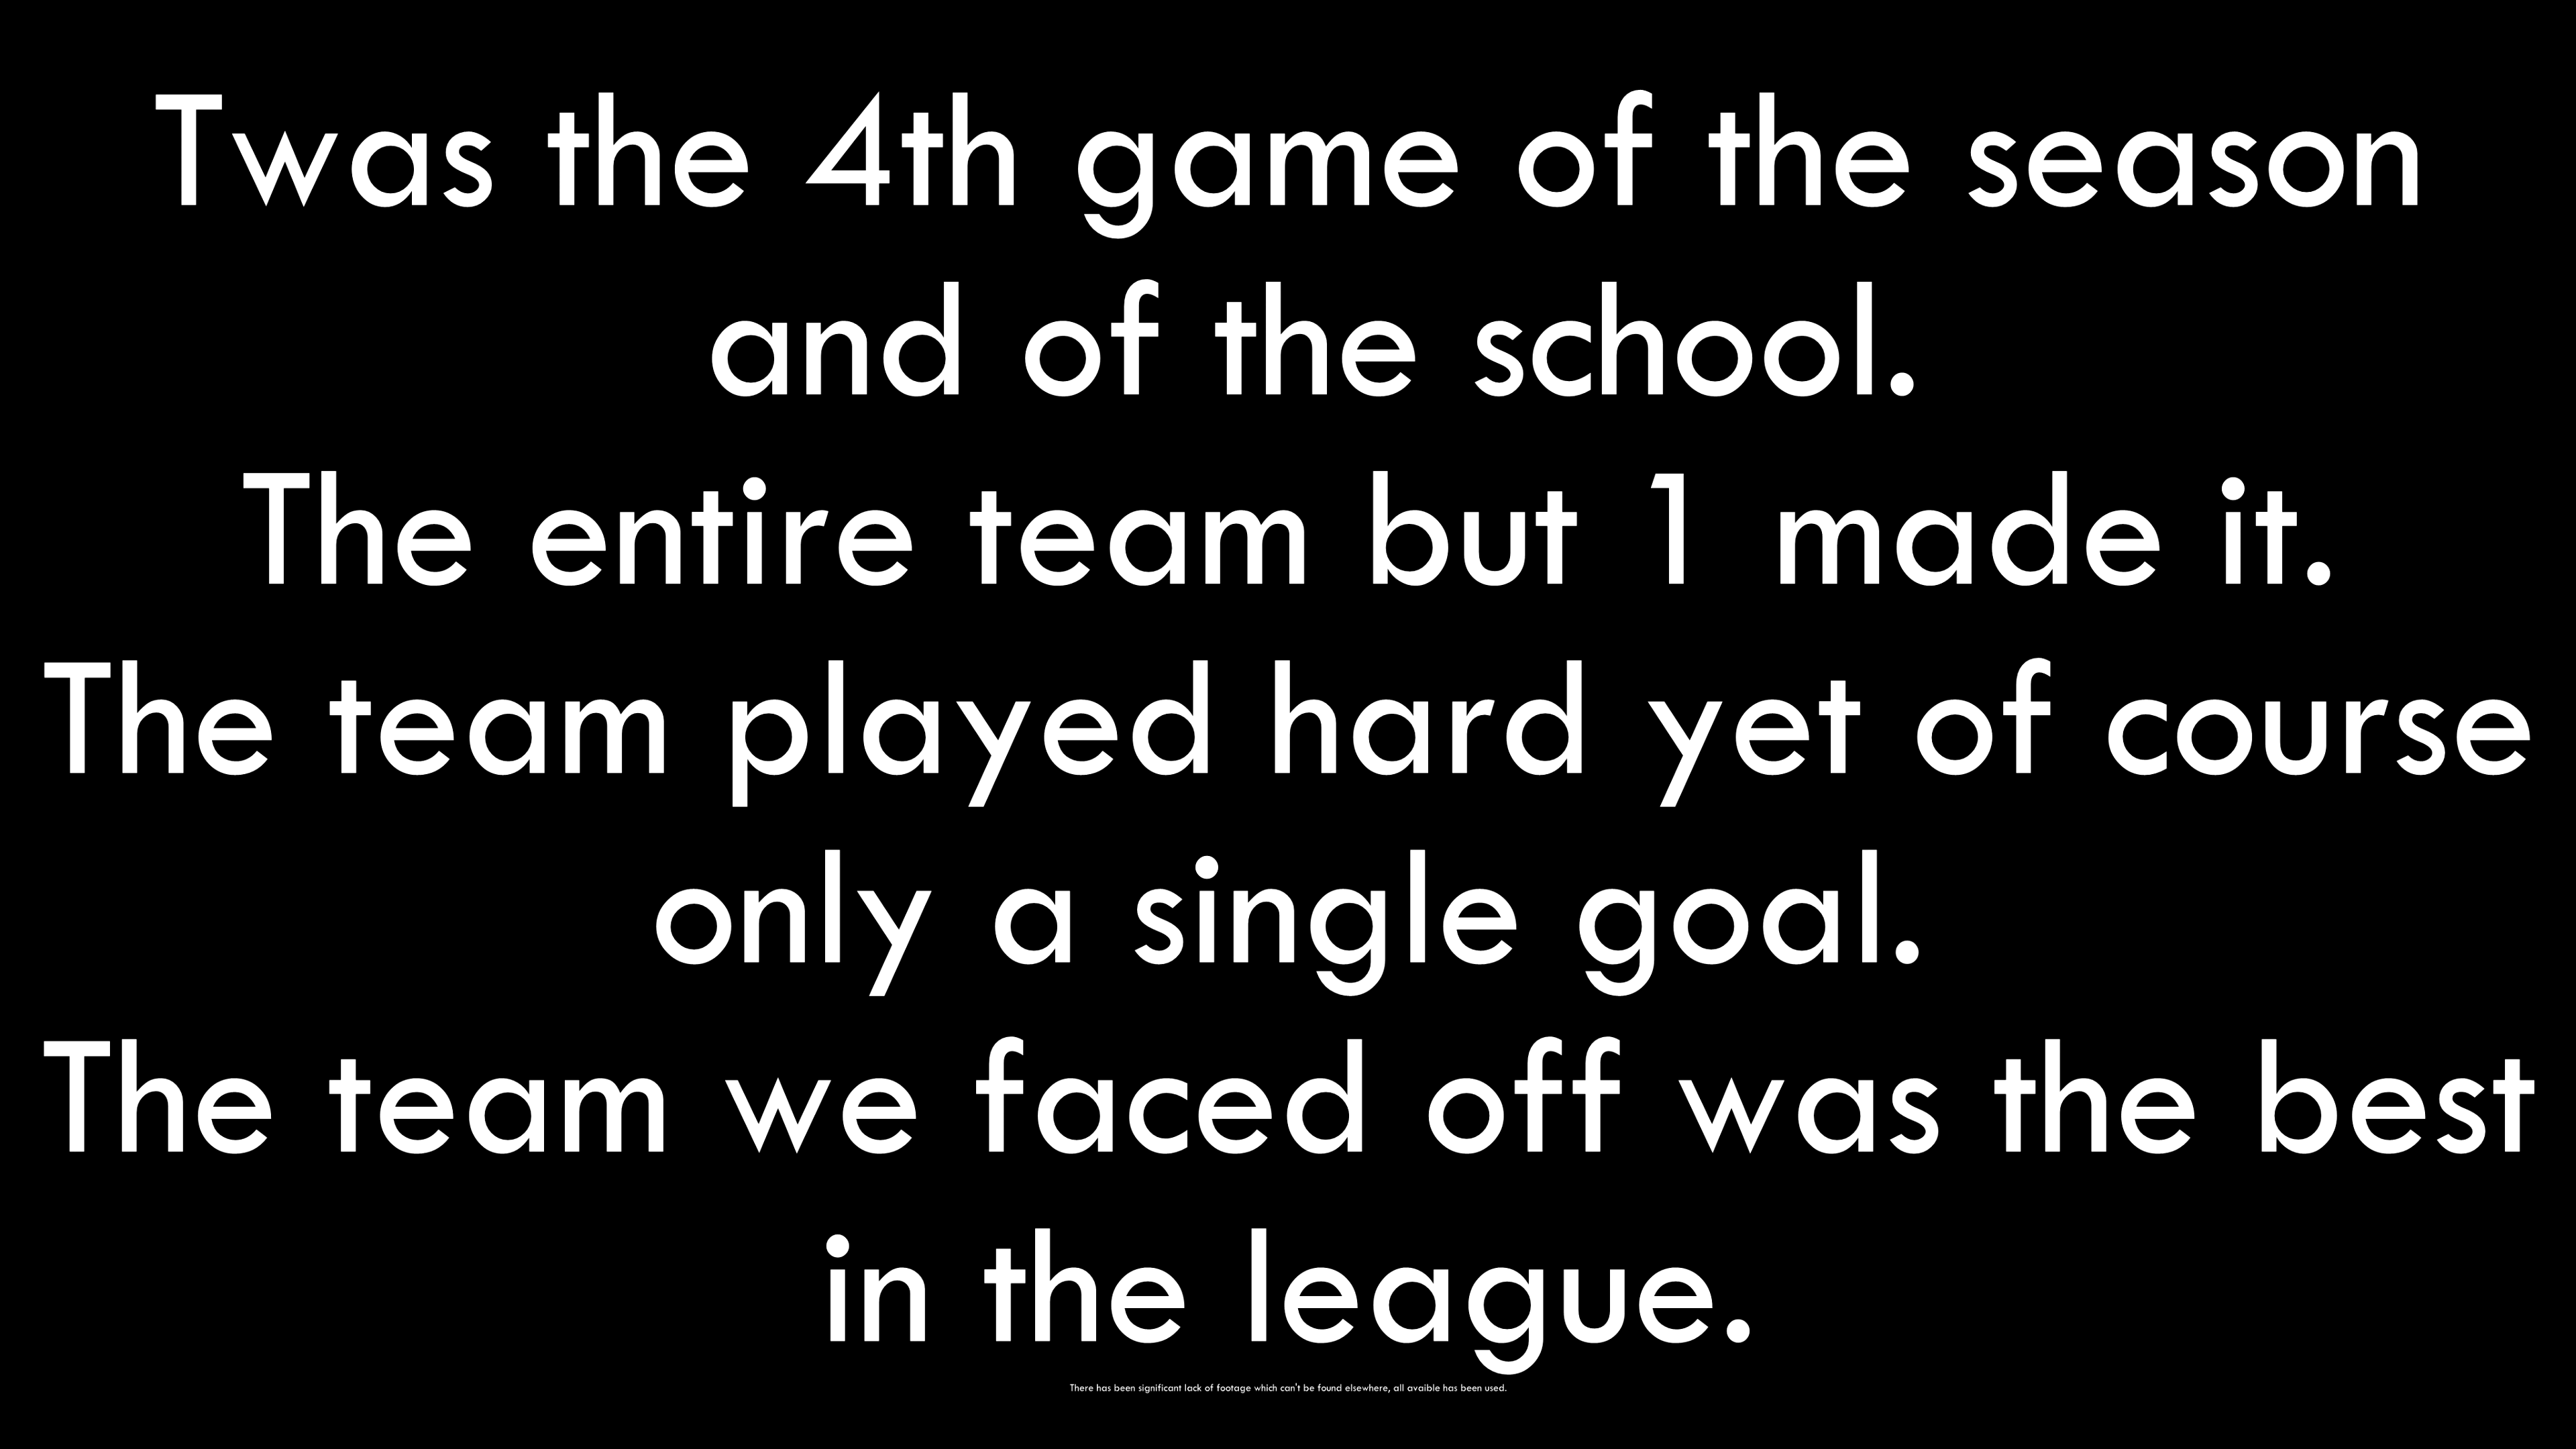 Twas the 4th game of the season
and of the school.
The entire team but 1 made it.
The team played hard yet of course
only a single goal.
The team we faced off was the best
in the league.
There has been significant lack of footage which can't be found elsewhere, all avaible has been used.